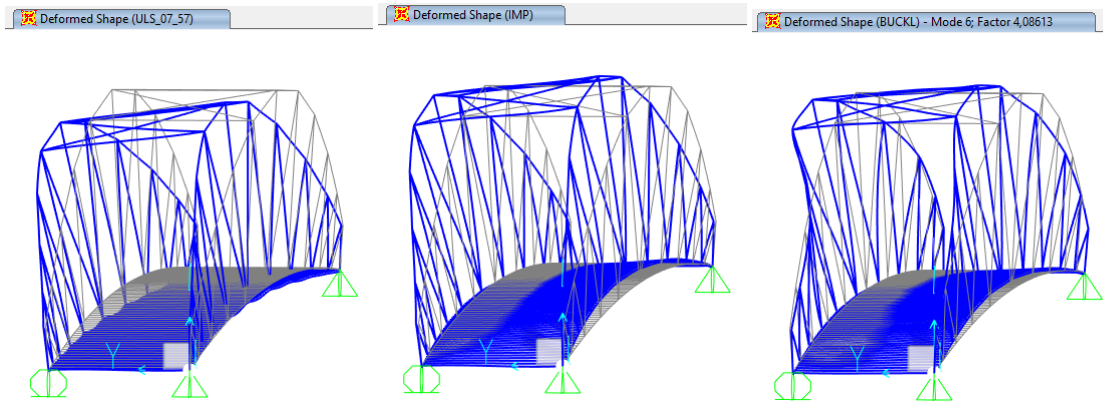 Deformed Shape (ULS_07_57)
Deformed Shape (IMP)
Deformed Shape (BUCKL) - Mode 6; Factor 4,08613
Y
Y
Y